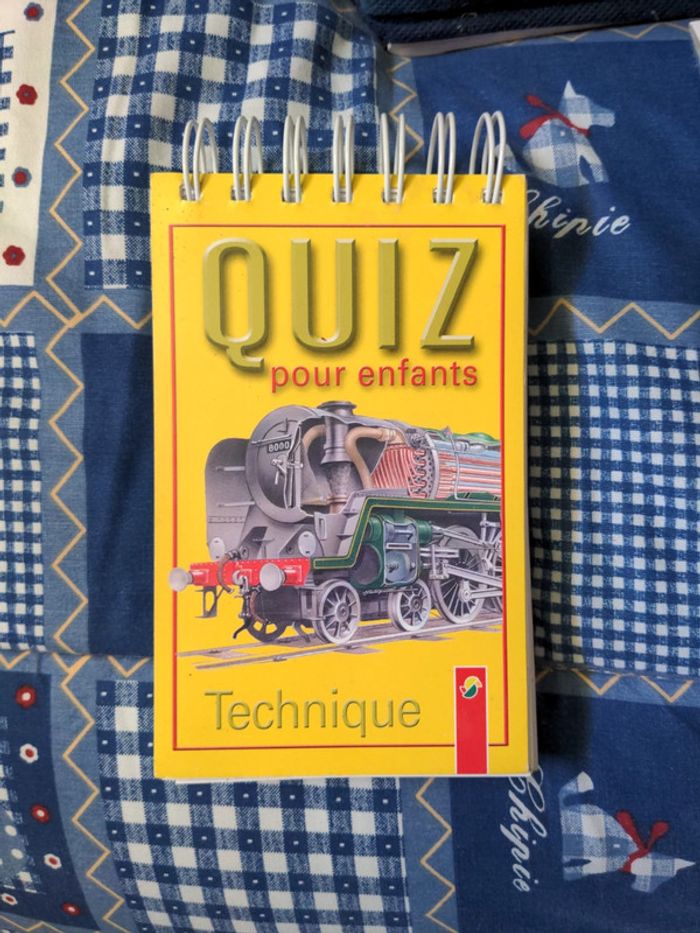 Chipie
QUIZ
pour enfants
8000
Technique
Chipie